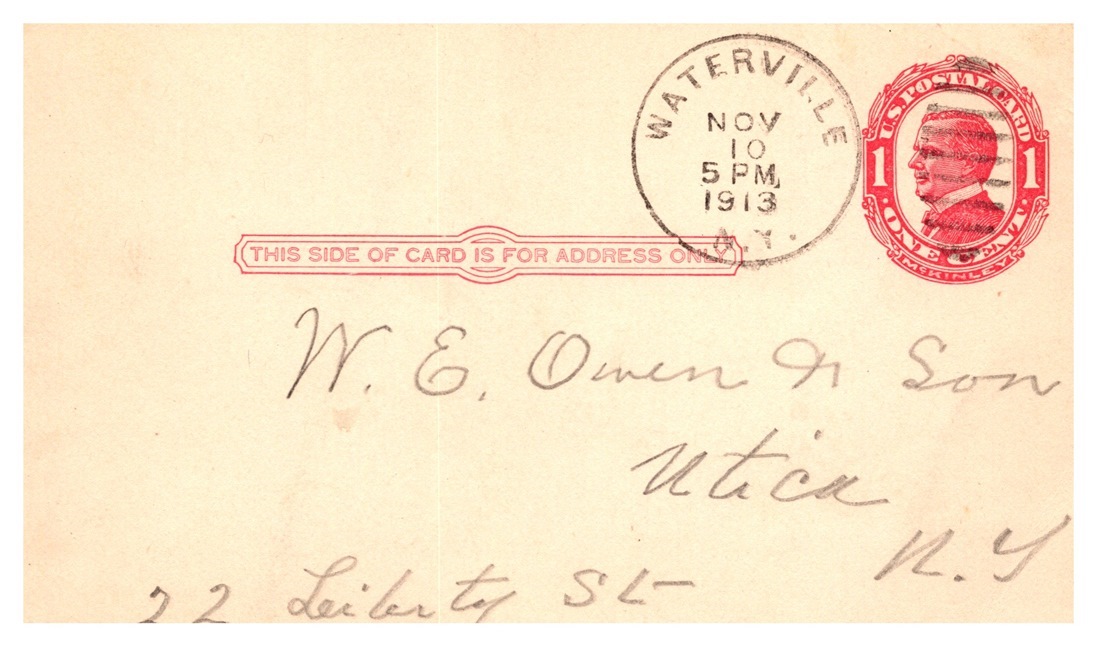 WATERVILLE
NOV
10
5 PM
1913
N.Y.
U.S. POSTAL CARD
1 1
ONE CENT
McKINLEY
THIS SIDE OF CARD IS FOR ADDRESS ONLY
W. E. Owen & Son
Utica
N. Y
22 Leiberty St